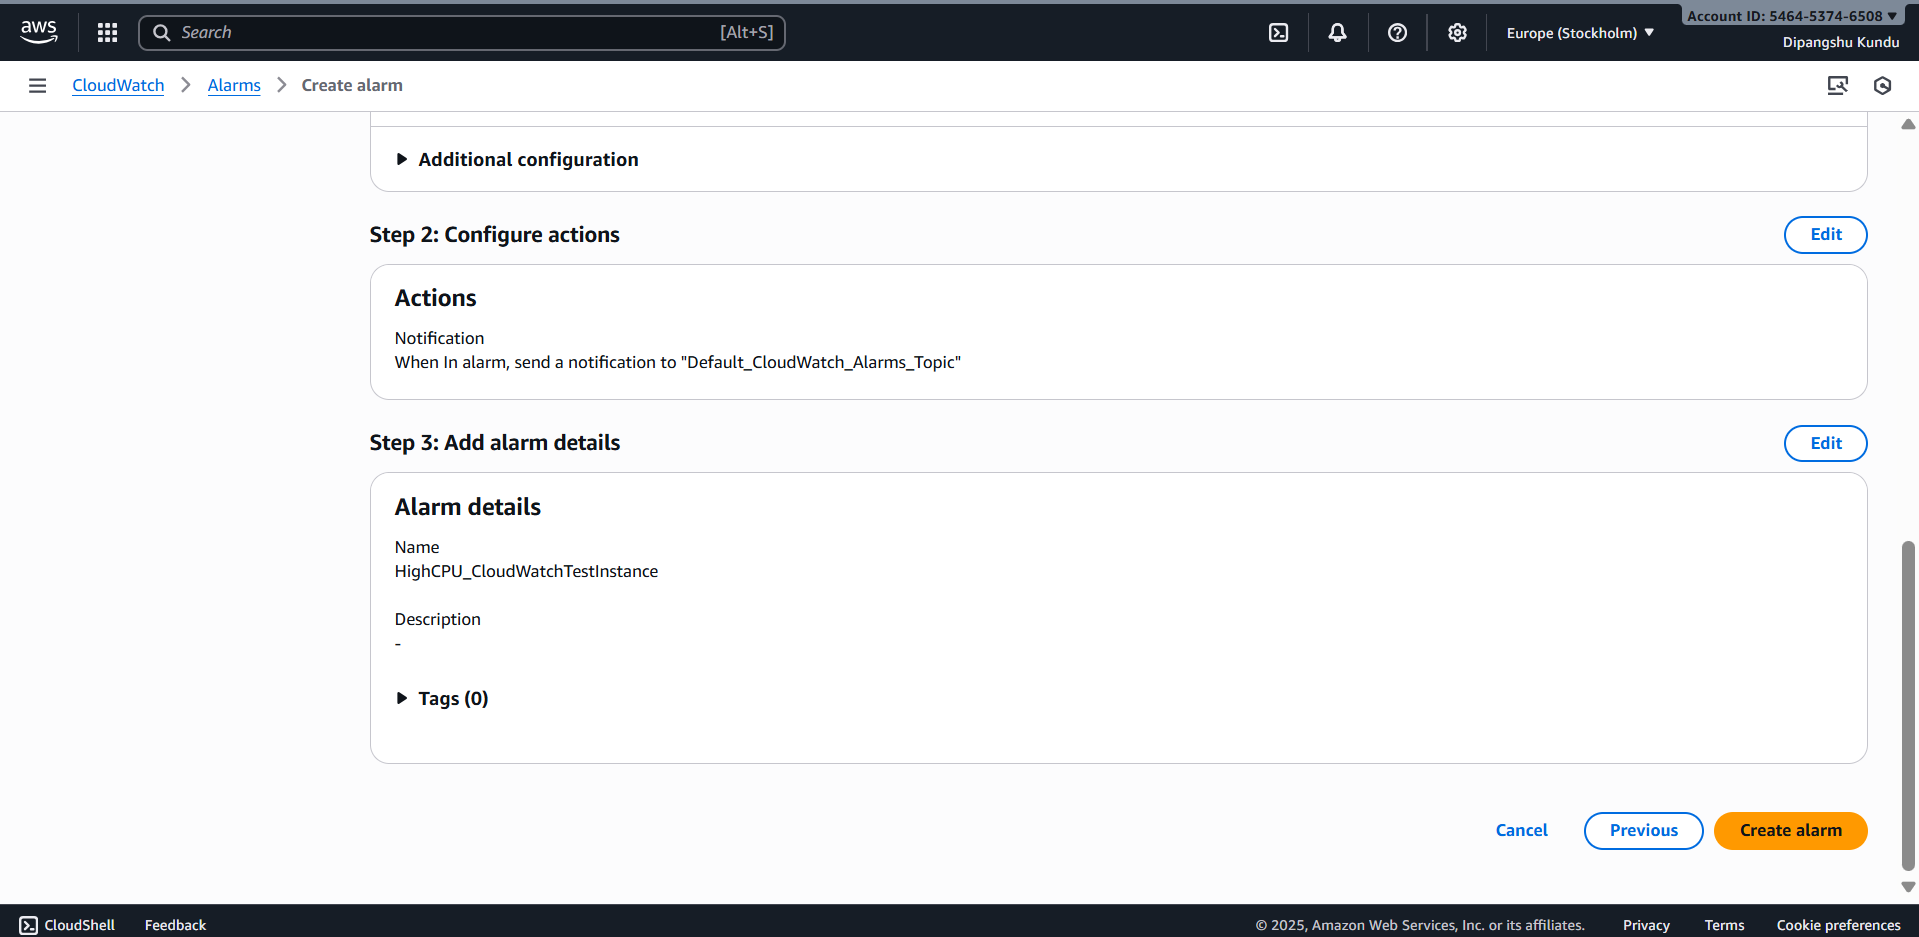 aws
Search
[Alt+S]
Europe (Stockholm)
Account ID: 5464-5374-6508
Dipangshu Kundu
CloudWatch
Alarms
Create alarm
Additional configuration
Step 2: Configure actions
Edit
Actions
Notification
When In alarm, send a notification to "Default_CloudWatch_Alarms_Topic"
Step 3: Add alarm details
Edit
Alarm details
Name
HighCPU_CloudWatchTestInstance
Description
-
Tags (0)
Cancel
Previous
Create alarm
CloudShell
Feedback
© 2025, Amazon Web Services, Inc. or its affiliates.
Privacy
Terms
Cookie preferences